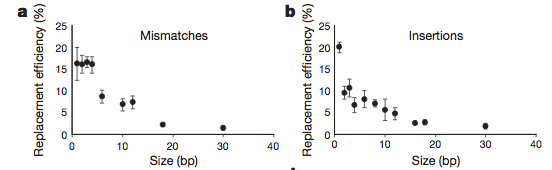 a
Mismatches
Replacement efficiency (%)
25
20
15
10
5
0
0 10 20 30 40
Size (bp)
b
Insertions
Replacement efficiency (%)
25
20
15
10
5
0
0 10 20 30 40
Size (bp)